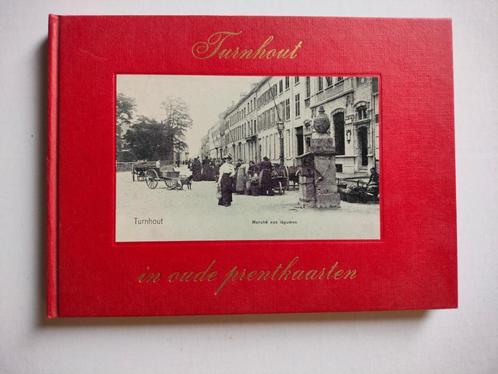 Turnhout
Turnhout
Marché aux légumes
in oude prentkaarten